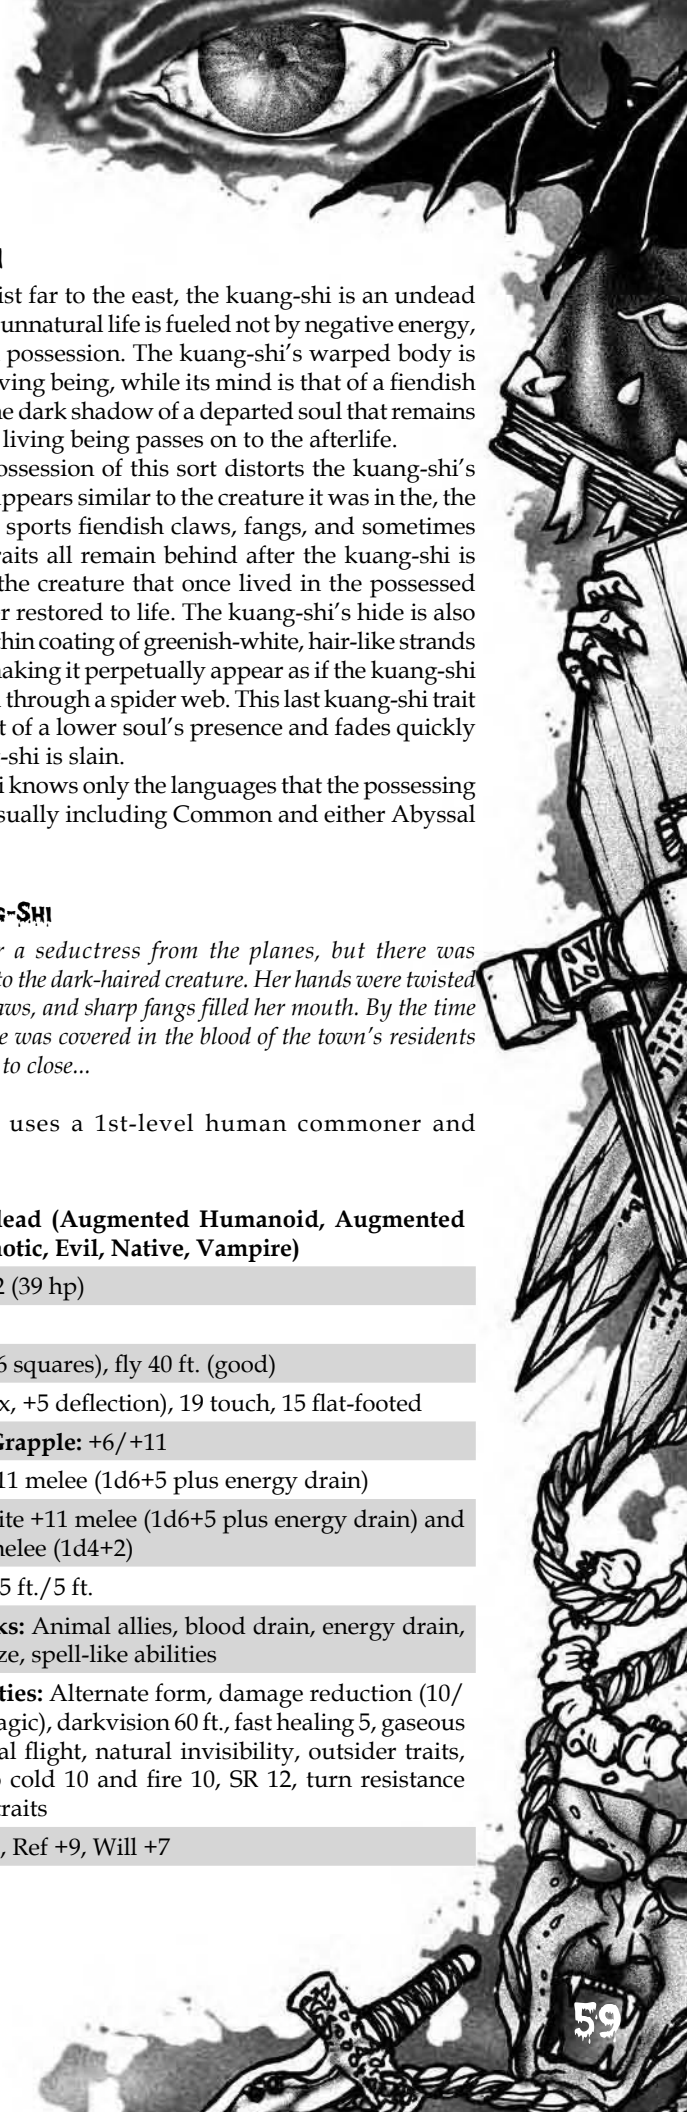 ist far to the east, the kuang-shi is an undead
unnatural life is fueled not by negative energy,
possession. The kuang-shi's warped body is
ving being, while its mind is that of a fiendish
he dark shadow of a departed soul that remains
living being passes on to the afterlife.
ossession of this sort distorts the kuang-shi's
appears similar to the creature it was in the, the
sports fiendish claws, fangs, and sometimes
raits all remain behind after the kuang-shi is
the creature that once lived in the possessed
r restored to life. The kuang-shi's hide is also
hin coating of greenish-white, hair-like strands
naking it perpetually appear as if the kuang-shi
through a spider web. This last kuang-shi trait
t of a lower soul's presence and fades quickly
-shi is slain.
i knows only the languages that the possessing
sually including Common and either Abyssal
g-Shi
r a seductress from the planes, but there was
to the dark-haired creature. Her hands were twisted
aws, and sharp fangs filled her mouth. By the time
e was covered in the blood of the town's residents
to close...
uses a 1st-level human commoner and
lead (Augmented Humanoid, Augmented
aotic, Evil, Native, Vampire)
2 (39 hp)
6 squares), fly 40 ft. (good)
x, +5 deflection), 19 touch, 15 flat-footed
Grapple: +6/+11
11 melee (1d6+5 plus energy drain)
ite +11 melee (1d6+5 plus energy drain) and
melee (1d4+2)
5 ft./5 ft.
ks: Animal allies, blood drain, energy drain,
ze, spell-like abilities
ties: Alternate form, damage reduction (10/
agic), darkvision 60 ft., fast healing 5, gaseous
al flight, natural invisibility, outsider traits,
o cold 10 and fire 10, SR 12, turn resistance
traits
, Ref +9, Will +7
59